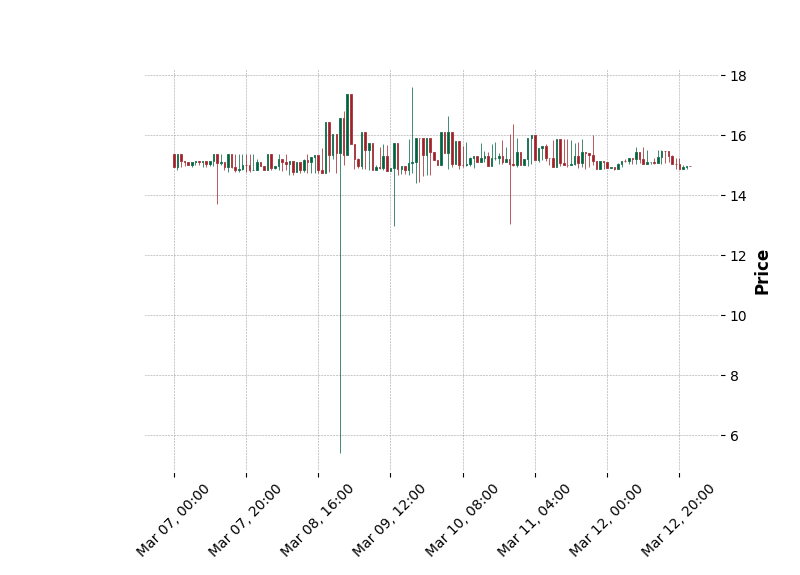 18
16
14
12
10
8
6
Price
Mar 07, 00:00
Mar 07, 20:00
Mar 08, 16:00
Mar 09, 12:00
Mar 10, 08:00
Mar 11, 04:00
Mar 12, 00:00
Mar 12, 20:00